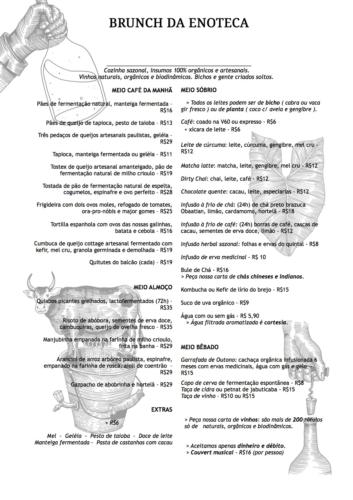 BRUNCH DA ENOTECA
Cozinha sazonal, insumos 100% orgânicos e artesanais.
Vinhos naturais, orgânicos e biodinâmicos. Bichos e gente criados soltos.
MEIO CAFÉ DA MANHÃ
Pães de fermentação natural, manteiga fermentada -
R$16
Pães de queijo de tapioca, pesto de taioba - R$13
Três pedaços de queijos artesanais paulistas, geléia -
R$29
Tapioca, manteiga fermentada ou geléia - R$11
Tostex de queijo artesanal amanteigado, pão de
fermentação natural de milho crioulo - R$19
Tostada de pão de fermentação natural de espelta,
cogumelos, espinafre e ovo perfeito - R$28
Frigideira com dois ovos moles, refogado de tomates,
ora-pro-nóbis e major gomes - R$25
Tortilla espanhola com ovos das nossas galinhas,
batata e cebola - R$16
Cumbuca de queijo cottage artesanal fermentado com
kefir, mel cru, granola germinada e demolhada - R$19
Quitutes do balcão (cada) - R$19
MEIO ALMOÇO
Quiabos picantes grelhados, lactofermentados (72h) -
R$35
Risoto de abóbora, sementes de erva doce,
cambuquiras, queijo de ovelha fresco - R$35
Manjubinha empanada na farinha de milho crioulo,
frita na banha - R$29
Arancini de arroz arbóreo paulista, espinafre,
empanado na farinha de rosca, aioli de coentrão -
R$29
Gazpacho de abobrinha e hortelã - R$29
EXTRAS
» R$6
Mel - Geléia - Pesto de taioba - Doce de leite
Manteiga fermentada - Pasta de castanhas com cacau
MEIO SÓBRIO
» Todos os leites podem ser de bicho ( cabra ou vaca
gir fresco ) ou de planta ( coco c/ aveia e gengibre ).
Café: coado na V60 ou expresso - R$6
» xícara de leite - R$6
Leite de cúrcuma: leite, cúrcuma, gengibre, mel cru -
R$12
Matcha latte: matcha, leite, gengibre, mel cru - R$12
Dirty Chai: chai, leite, café - R$12
Chocolate quente: cacau, leite, especiarias - R$12
Infusão à frio de chá: (24h) de chá preto brazuca
Obaatian, limão, cardamomo, hortelã - R$18
Infusão à frio de café: (24h) borras de café, cascas de
cacau, sementes de erva doce, limão - R$12
Infusão herbal sazonal: folhas e ervas do quintal - R$8
Infusão de erva medicinal - R$ 10
Bule de Chá - R$16
» Peça nossa carta de chás chineses e indianos.
Kombucha ou Kefir de lírio do brejo - R$15
Suco de uva orgânico - R$9
Água com ou sem gás - R$ 5,90
» Água filtrada aromatizada é cortesia.
MEIO BÊBADO
Garrafada de Outono: cachaça orgânica infusionada 6
meses com ervas medicinais, água com gás e gelo -
R$15
Copo de cerva de fermentação espontânea - R$8
Taça de cidra ou petnat de jabuticaba - R$15
Taça de vinho - R$10 ou R$15
» Peça nossa carta de vinhos: são mais de 200 rótulos
só de naturais, orgânicos e biodinâmicos.
» Aceitamos apenas dinheiro e débito.
» Couvert musical - R$16 (por pessoa)